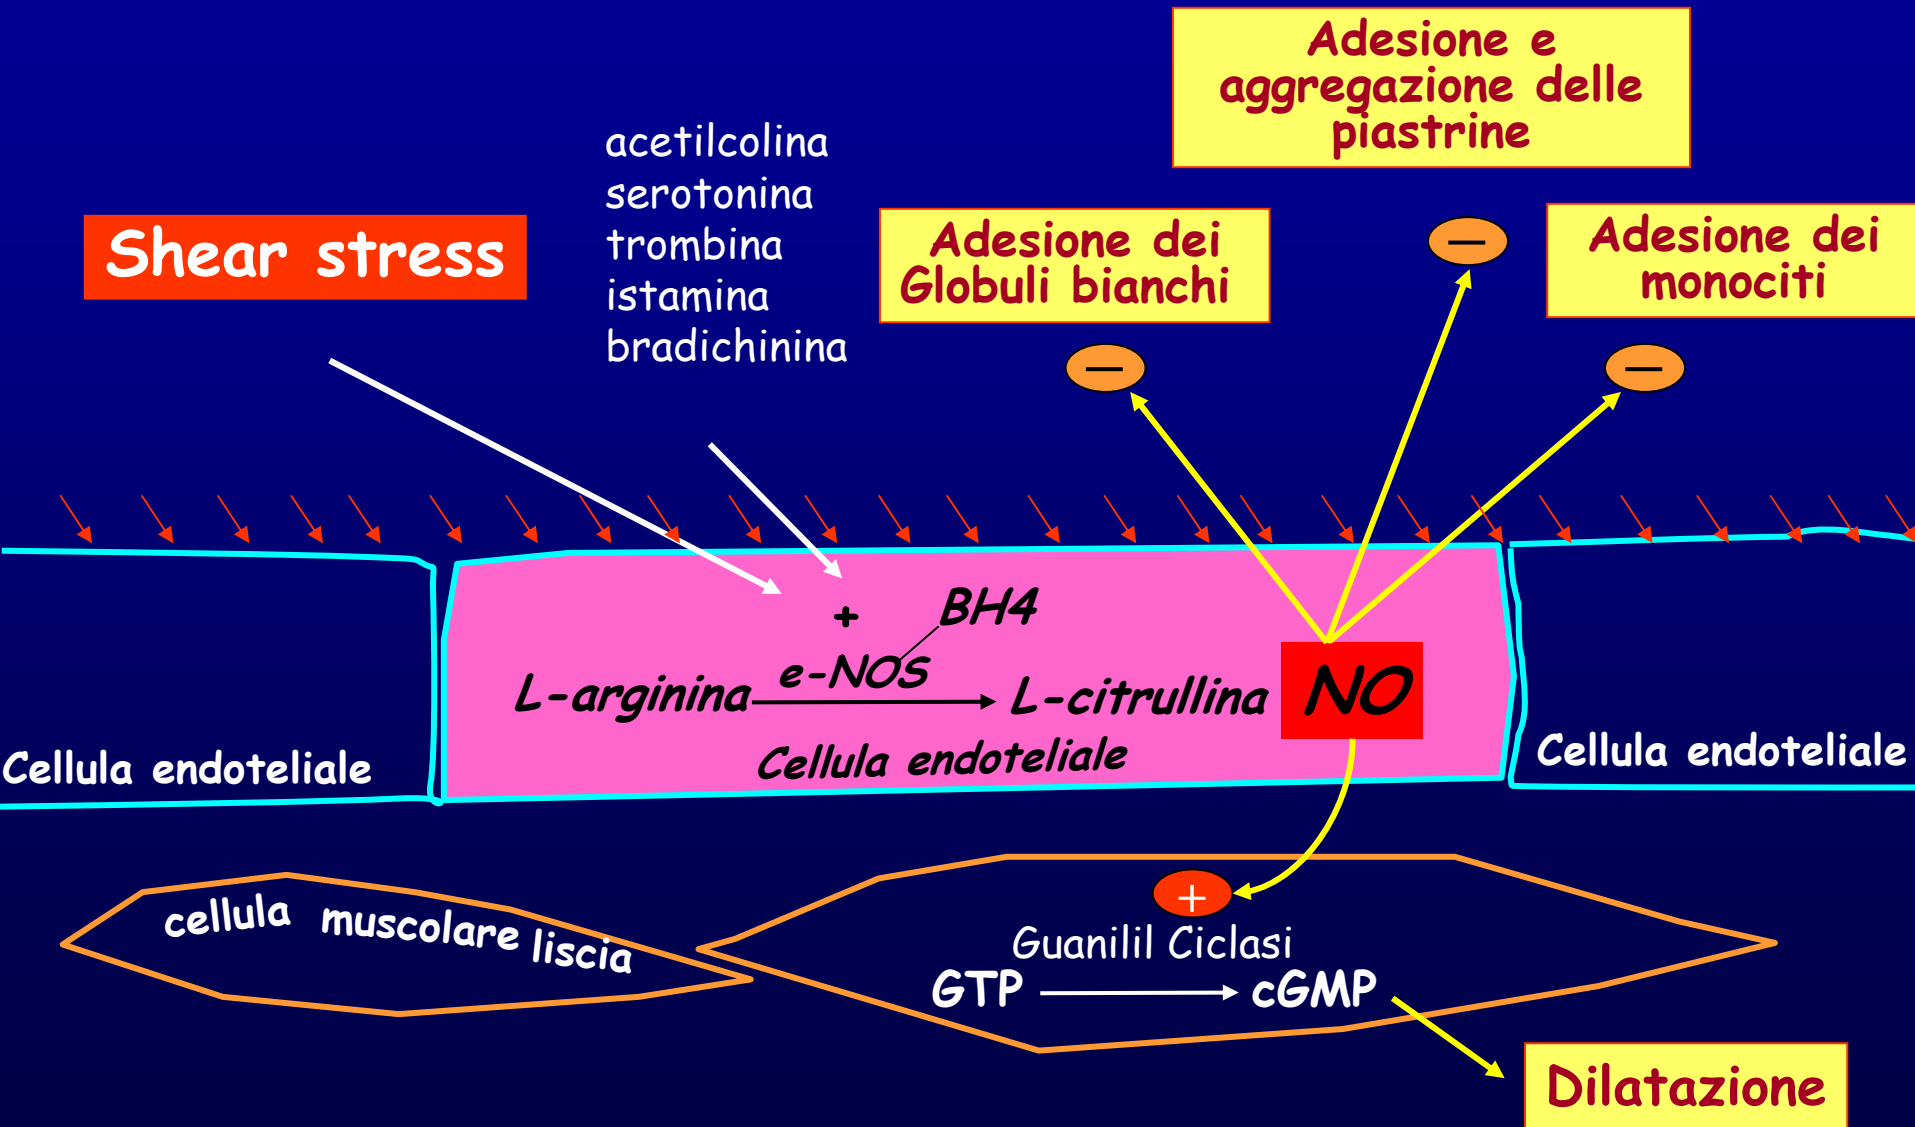 Adesione e
aggregazione delle
piastrine
acetilcolina
serotonina
trombina
istamina
bradichinina
Shear stress
Adesione dei
Globuli bianchi
Adesione dei
monociti
—
—
—
+
BH4
e-NOS
L-arginina
L-citrullina
NO
Cellula endoteliale
Cellula endoteliale
Cellula endoteliale
cellula muscolare liscia
+
Guanilil Ciclasi
GTP
cGMP
Dilatazione